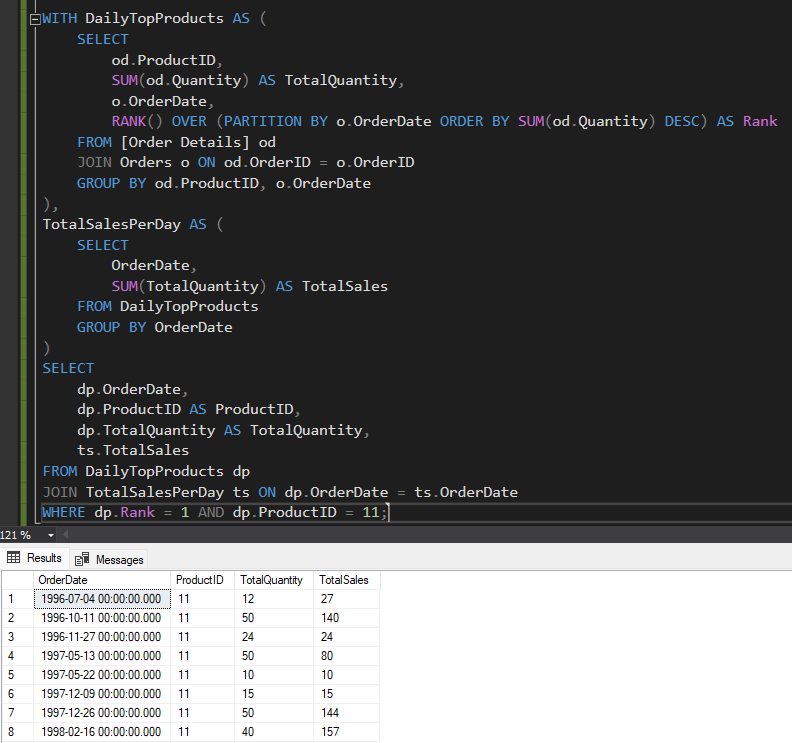 WITH DailyTopProducts AS (
SELECT
od.ProductID,
SUM(od.Quantity) AS TotalQuantity,
o.OrderDate,
RANK() OVER (PARTITION BY o.OrderDate ORDER BY SUM(od.Quantity) DESC) AS Rank
FROM [Order Details] od
JOIN Orders o ON od.OrderID = o.OrderID
GROUP BY od.ProductID, o.OrderDate
),
TotalSalesPerDay AS (
SELECT
OrderDate,
SUM(TotalQuantity) AS TotalSales
FROM DailyTopProducts
GROUP BY OrderDate
)
SELECT
dp.OrderDate,
dp.ProductID AS ProductID,
dp.TotalQuantity AS TotalQuantity,
ts.TotalSales
FROM DailyTopProducts dp
JOIN TotalSalesPerDay ts ON dp.OrderDate = ts.OrderDate
WHERE dp.Rank = 1 AND dp.ProductID = 11;
121 %
Results Messages
OrderDate ProductID TotalQuantity TotalSales
1 1996-07-04 00:00:00.000 11 12 27
2 1996-10-11 00:00:00.000 11 50 140
3 1996-11-27 00:00:00.000 11 24 24
4 1997-05-13 00:00:00.000 11 50 80
5 1997-05-22 00:00:00.000 11 10 10
6 1997-12-09 00:00:00.000 11 15 15
7 1997-12-26 00:00:00.000 11 50 144
8 1998-02-16 00:00:00.000 11 40 157